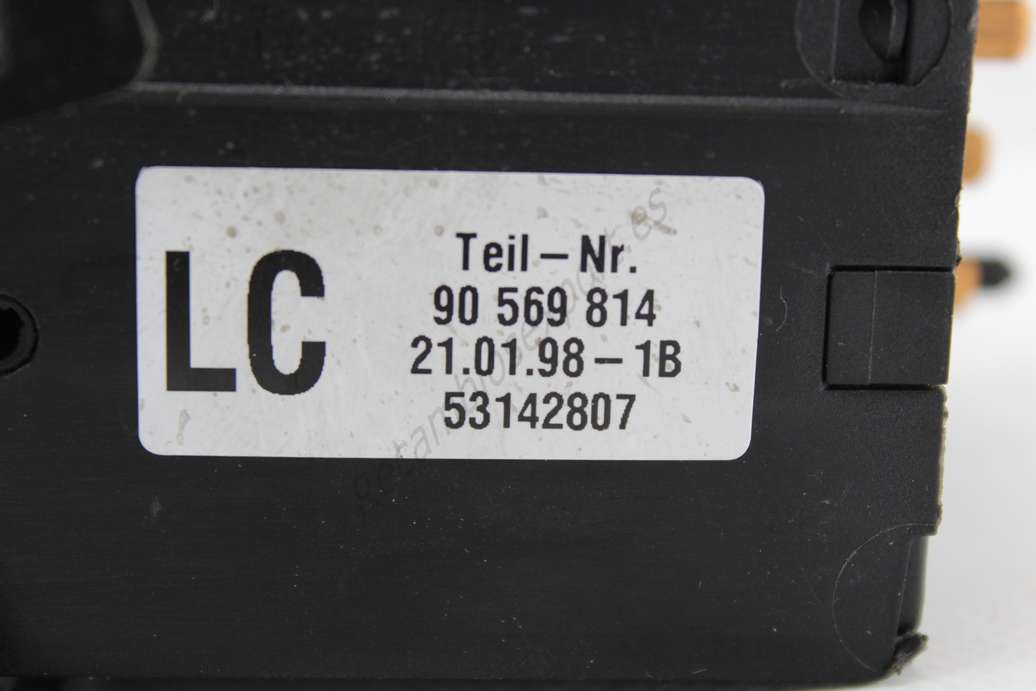 LC
Teil – Nr.
90 569 814
21.01.98 – 1B
53142807